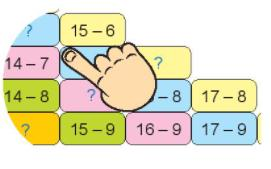 ? 15 – 6
14 – 7 ?
14 – 8 ? – 8 17 – 8
? 15 – 9 16 – 9 17 – 9